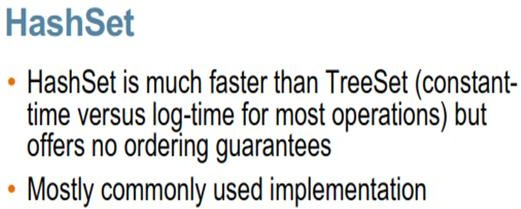 HashSet
• HashSet is much faster than TreeSet (constant-
time versus log-time for most operations) but
offers no ordering guarantees
• Mostly commonly used implementation